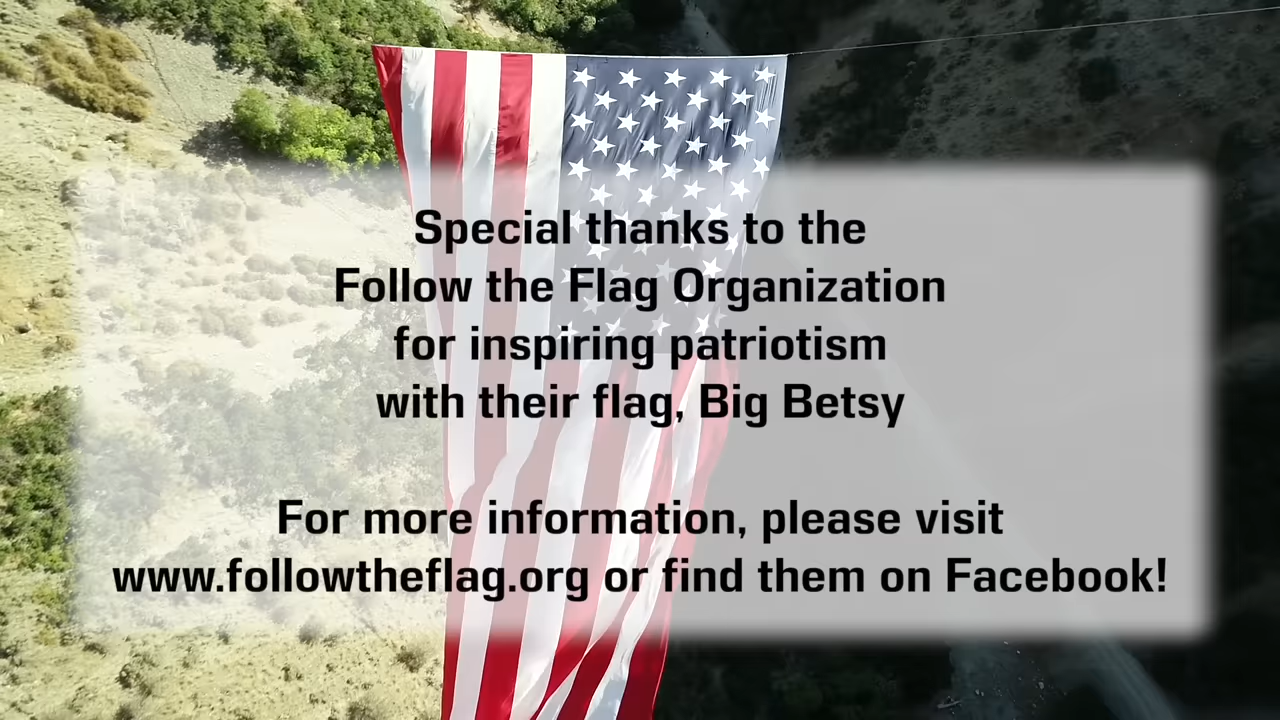 Special thanks to the
Follow the Flag Organization
for inspiring patriotism
with their flag, Big Betsy
For more information, please visit
www.followtheflag.org or find them on Facebook!